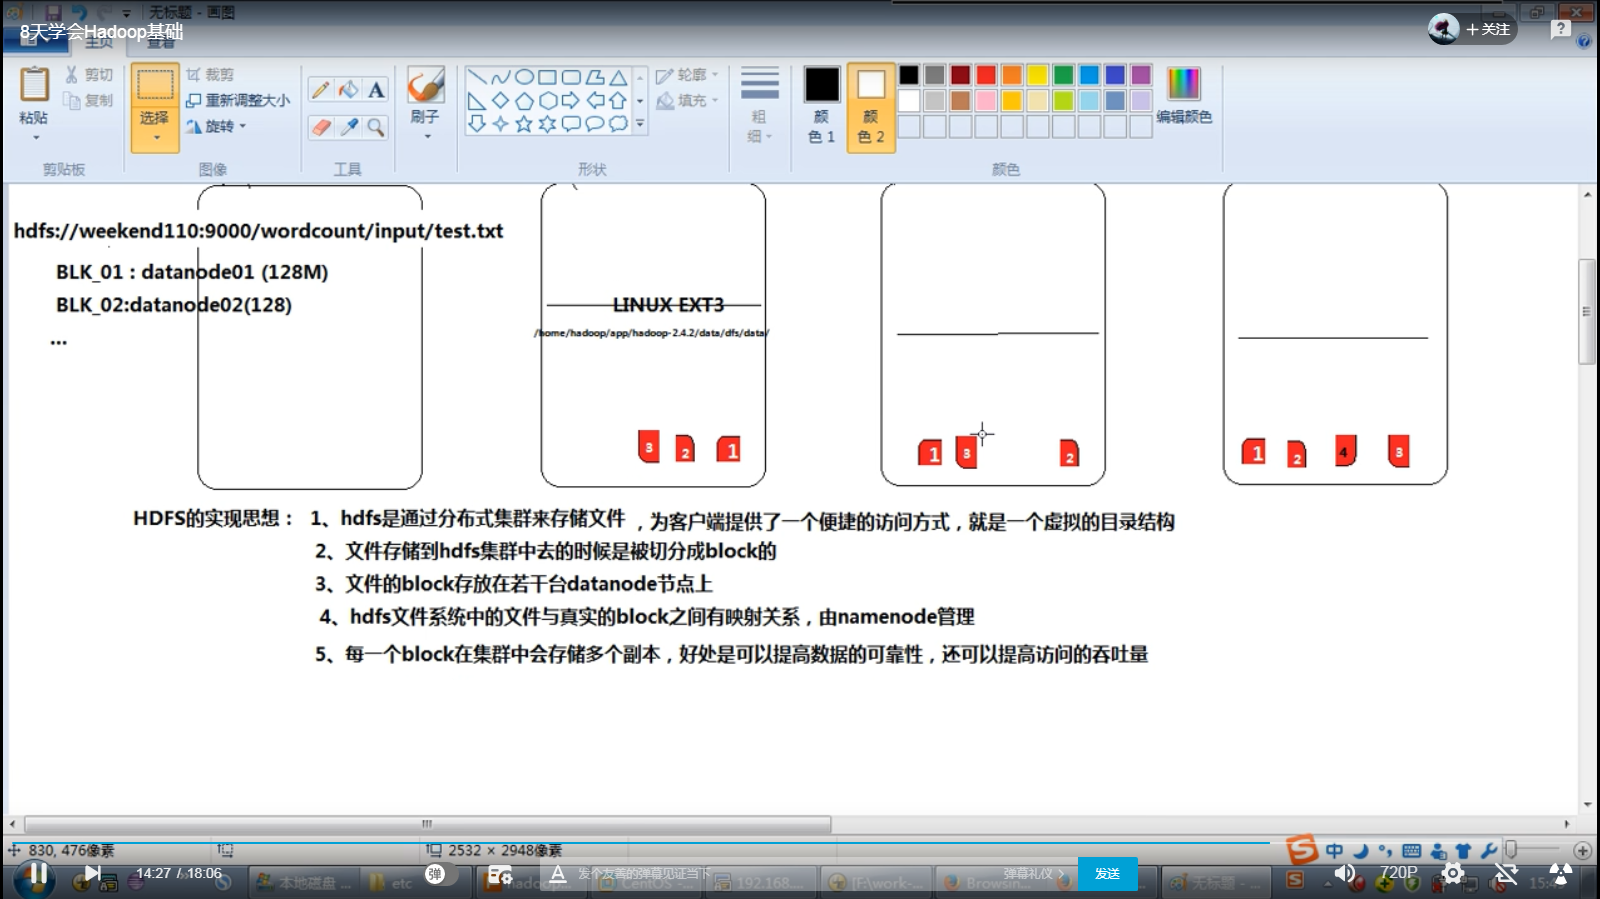 无标题 - 画图
8天学会Hadoop基础
+ 关注
?
主页
查看
粘贴
剪切
复制
剪贴板
选择
裁剪
重新调整大小
旋转
图像
A
工具
刷子
形状
轮廓
填充
粗
细
颜
色 1
颜
色 2
编辑颜色
颜色
hdfs://weekend110:9000/wordcount/input/test.txt
BLK_01 : datanode01 (128M)
BLK_02:datanode02(128)
...
LINUX EXT3
/home/hadoop/app/hadoop-2.4.2/data/dfs/data/
3 2 1
1 3 2
1 2 4 3
HDFS的实现思想： 1、hdfs是通过分布式集群来存储文件 ，为客户端提供了一个便捷的访问方式，就是一个虚拟的目录结构
2、文件存储到hdfs集群中去的时候是被切分成block的
3、文件的block存放在若干台datanode节点上
4、hdfs文件系统中的文件与真实的block之间有映射关系，由namenode管理
5、每一个block在集群中会存储多个副本，好处是可以提高数据的可靠性，还可以提高访问的吞吐量
830, 476像素
2532 × 2948像素
中
14:27 / 18:06
本地磁盘 ...
etc
弹
hadoop
A
发个友善的弹幕见证当下
CentOS -...
192.168....
弹幕礼仪 >
发送
[F:\work-...
Browsin...
无标题 - ...
720P